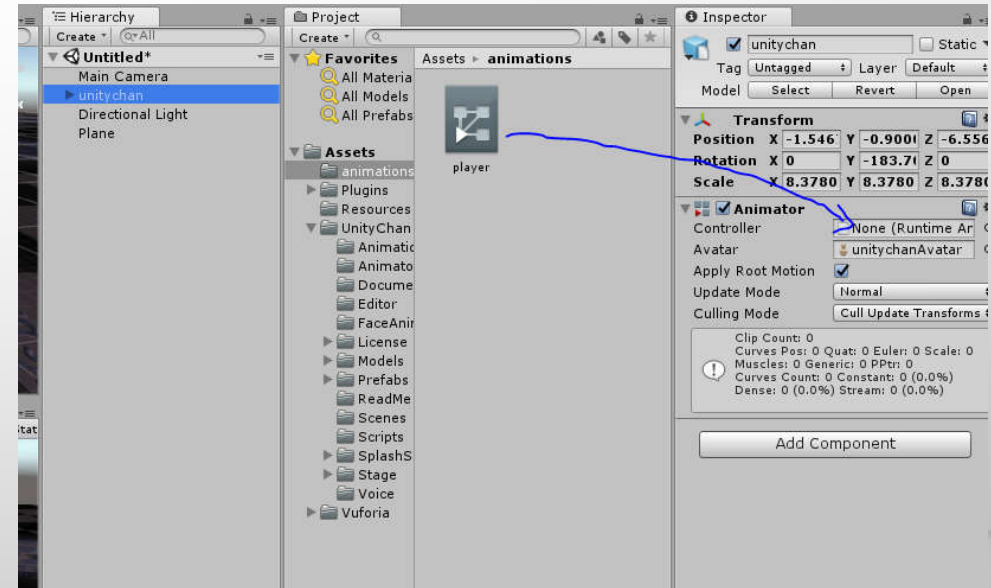 Hierarchy
Create
All
Untitled*
Main Camera
unitychan
Directional Light
Plane
Project
Create
Favorites
All Materia
All Models
All Prefabs
Assets
animations
Plugins
Resources
UnityChan
Animatio
Animato
Docume
Editor
FaceAnir
License
Models
Prefabs
ReadMe
Scenes
Scripts
SplashS
Stage
Voice
Vuforia
Assets animations
player
Inspector
unitychan Static
Tag Untagged Layer Default
Model Select Revert Open
Transform
Position X -1.546 Y -0.900 Z -6.556
Rotation X 0 Y -183.7 Z 0
Scale X 8.3780 Y 8.3780 Z 8.378
Animator
Controller None (Runtime Ar
Avatar unitychanAvatar
Apply Root Motion
Update Mode Normal
Culling Mode Cull Update Transforms
Clip Count: 0
Curves Pos: 0 Quat: 0 Euler: 0 Scale: 0
Muscles: 0 Generic: 0 PPtr: 0
Curves Count: 0 Constant: 0 (0.0%)
Dense: 0 (0.0%) Stream: 0 (0.0%)
Add Component